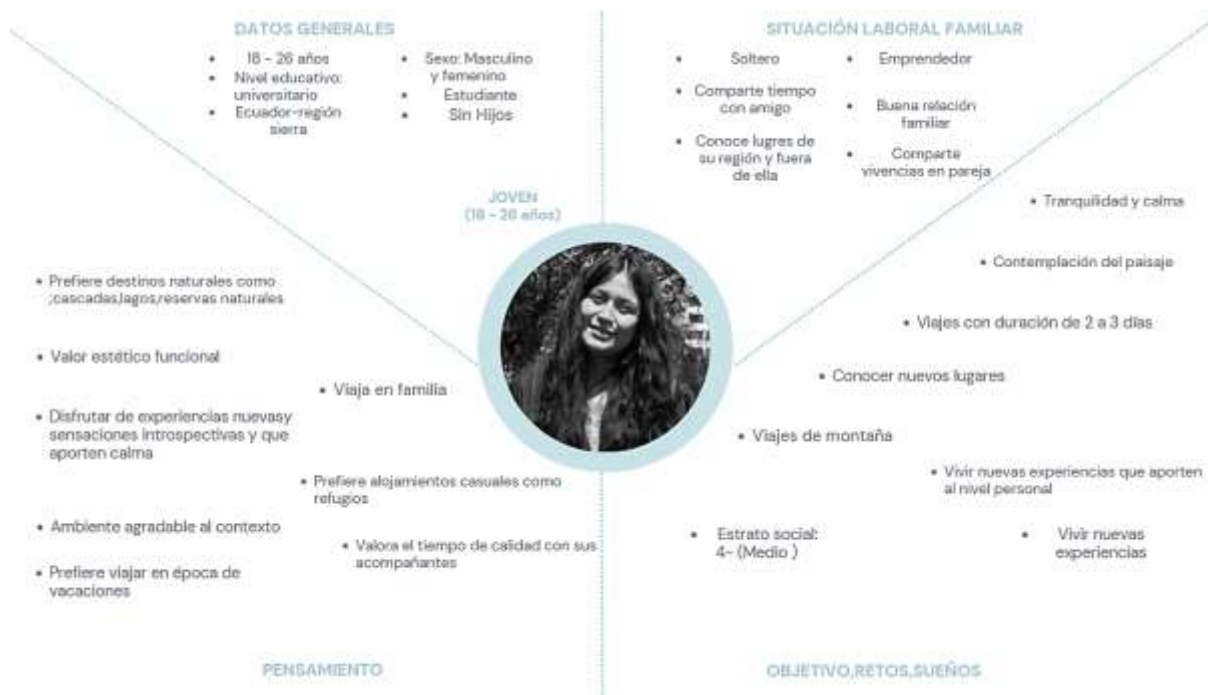 DATOS GENERALES
• 18 - 26 años
• Nivel educativo:
universitario
• Ecuador-región
sierra
• Sexo: Masculino
y femenino
• Estudiante
• Sin Hijos
SITUACIÓN LABORAL FAMILIAR
• Soltero
• Comparte tiempo
con amigo
• Conoce lugres de
su región y fuera
de ella
• Emprendedor
• Buena relación
familiar
• Comparte
vivencias en pareja
JOVEN
(18 - 26 años)
• Prefiere destinos naturales como
;cascadas,lagos,reservas naturales
• Valor estético funcional
• Viaja en familia
• Disfrutar de experiencias nuevasy
sensaciones introspectivas y que
aporten calma
• Prefiere alojamientos casuales como
refugios
• Ambiente agradable al contexto
• Valora el tiempo de calidad con sus
acompañantes
• Prefiere viajar en época de
vacaciones
PENSAMIENTO
• Tranquilidad y calma
• Contemplación del paisaje
• Viajes con duración de 2 a 3 días
• Conocer nuevos lugares
• Viajes de montaña
• Vivir nuevas experiencias que aporten
al nivel personal
• Estrato social:
4- (Medio )
• Vivir nuevas
experiencias
OBJETIVO,RETOS,SUEÑOS